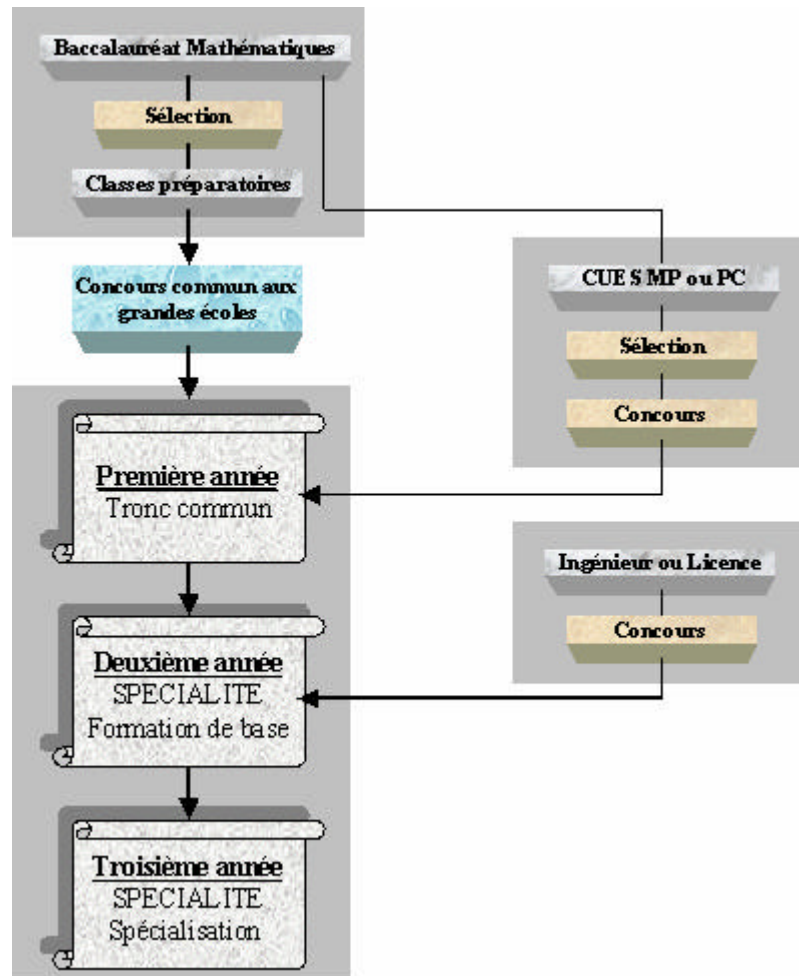 Baccalauréat Mathématiques
Sélection
Classes préparatoires
Concours commun aux
grandes écoles
CUES MP ou PC
Sélection
Concours
Première année
Tronc commun
Ingénieur ou Licence
Concours
Deuxième année
SPECIALITE
Formation de base
Troisième année
SPECIALITE
Spécialisation